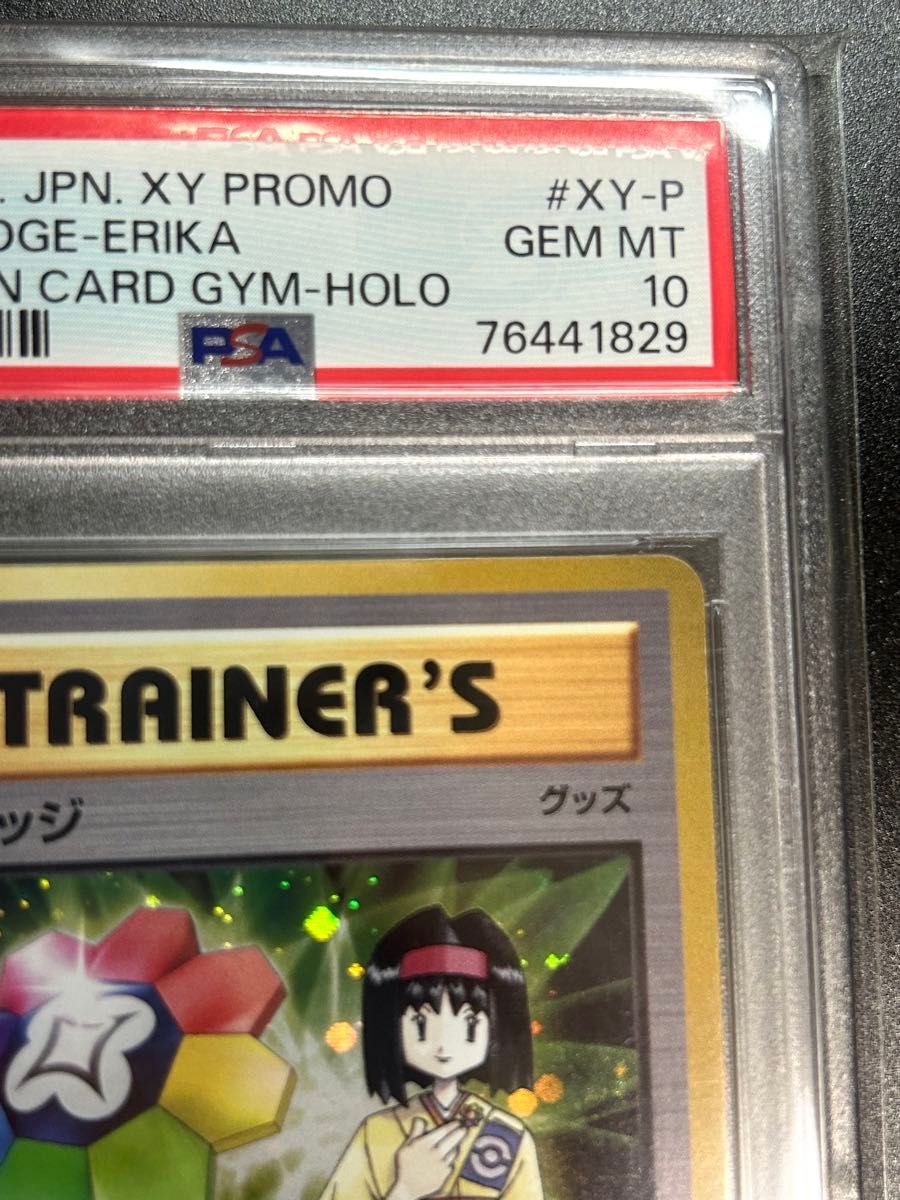 . JPN. XY PROMO #XY-P
DGE-ERIKA GEM MT
N CARD GYM-HOLO 10
PSA 76441829
TRAINER'S
ッジ グッズ